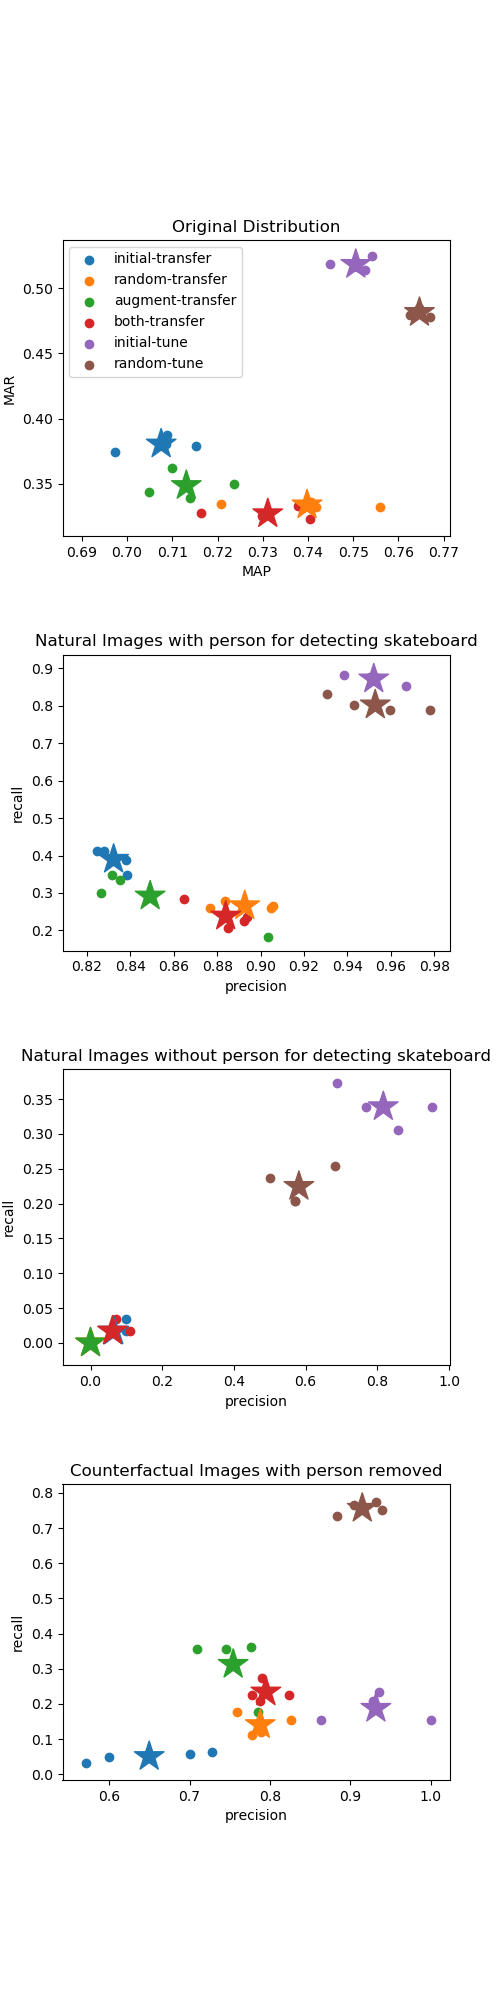 Original Distribution
initial-transfer
random-transfer
augment-transfer
both-transfer
initial-tune
random-tune
0.50
0.45
0.40
0.35
MAR
0.69 0.70 0.71 0.72 0.73 0.74 0.75 0.76 0.77
MAP
Natural Images with person for detecting skateboard
0.9
0.8
0.7
0.6
0.5
0.4
0.3
0.2
recall
0.82 0.84 0.86 0.88 0.90 0.92 0.94 0.96 0.98
precision
Natural Images without person for detecting skateboard
0.35
0.30
0.25
0.20
0.15
0.10
0.05
0.00
recall
0.0 0.2 0.4 0.6 0.8 1.0
precision
Counterfactual Images with person removed
0.8
0.7
0.6
0.5
0.4
0.3
0.2
0.1
0.0
recall
0.6 0.7 0.8 0.9 1.0
precision